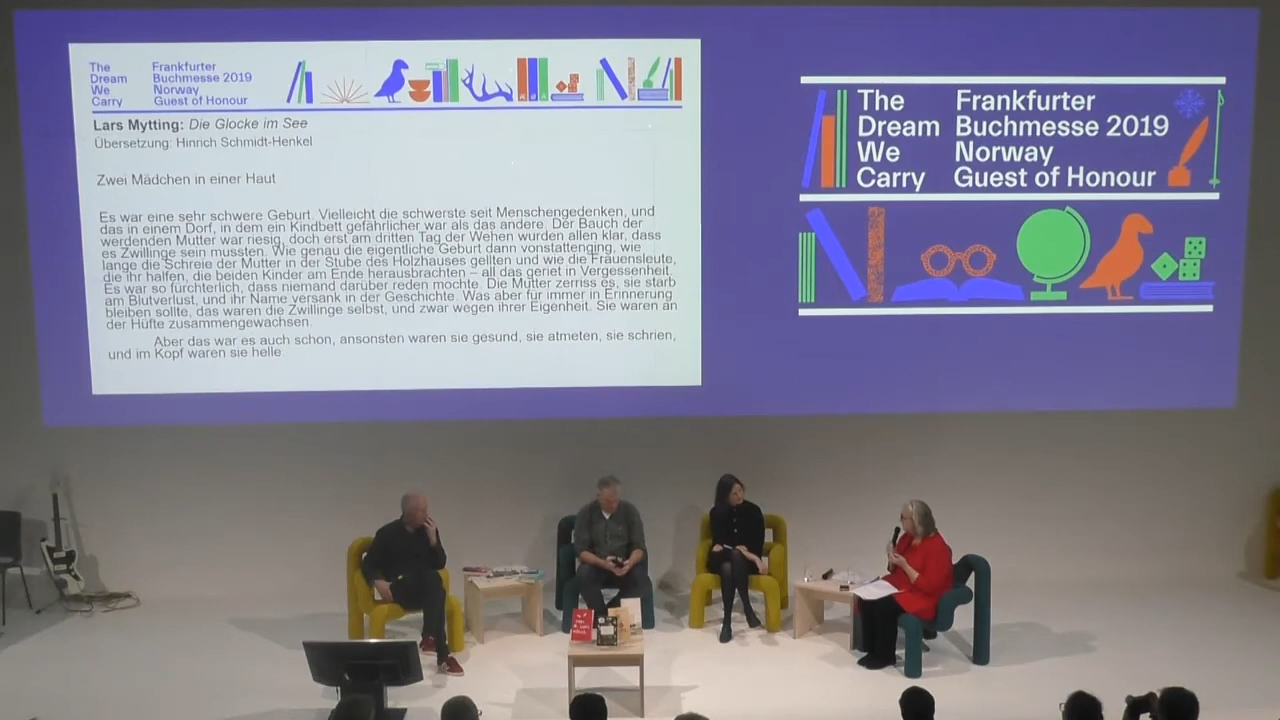 The Dream We Carry
Frankfurter Buchmesse 2019 Norway Guest of Honour
Lars Mytting: Die Glocke im See
Übersetzung: Hinrich Schmidt-Henkel
Zwei Mädchen in einer Haut
Es war eine sehr schwere Geburt. Vielleicht die schwerste seit Menschengedenken, und
das in einem Dorf, in dem ein Kindbett gefährlicher war als das andere. Der Bauch der
werdenden Mutter war riesig, doch erst am dritten Tag der Wehen wurden allen klar, dass
es Zwillinge sein mussten. Wie genau die eigentliche Geburt dann vonstattenging, wie
lange die Schreie der Mutter in der Stube des Holzhauses gellten und wie die Frauensleute,
die ihr halfen, die beiden Kinder am Ende herausbrachten – all das geriet in Vergessenheit.
Es war so fürchterlich, dass niemand darüber reden mochte. Die Mutter zerriss es, sie starb
am Blutverlust, und ihr Name versank in der Geschichte. Was aber für immer in Erinnerung
bleiben sollte, das waren die Zwillinge selbst, und zwar wegen ihrer Eigenheit. Sie waren an
der Hüfte zusammengewachsen.
Aber das war es auch schon, ansonsten waren sie gesund, sie atmeten, sie schrien,
und im Kopf waren sie helle.
The Dream We Carry
Frankfurter Buchmesse 2019 Norway Guest of Honour